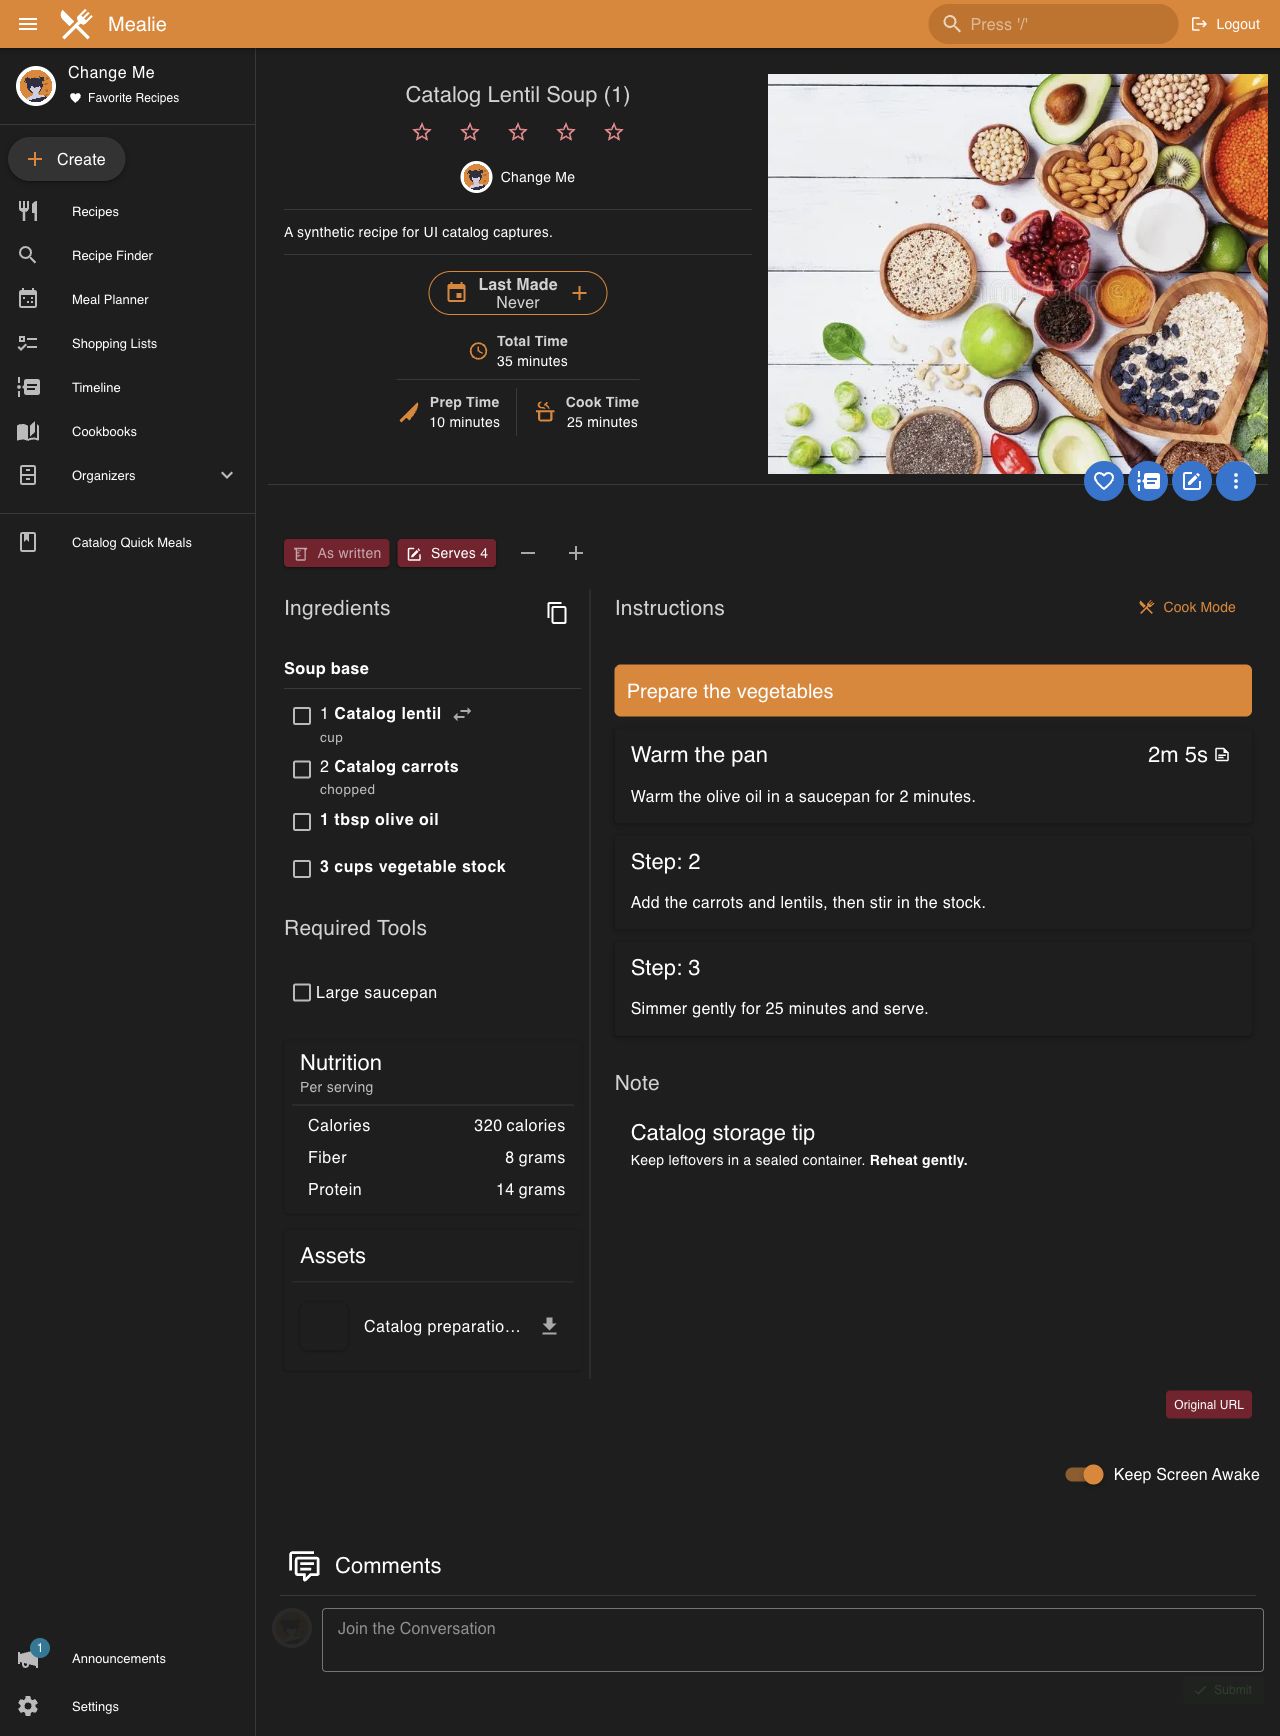 Mealie
Press '/'
Logout
Change Me
Favorite Recipes
Create
Recipes
Recipe Finder
Meal Planner
Shopping Lists
Timeline
Cookbooks
Organizers
Catalog Quick Meals
1
Announcements
Settings
Catalog Lentil Soup (1)
Change Me
A synthetic recipe for UI catalog captures.
Last Made
Never
Total Time
35 minutes
Prep Time
10 minutes
Cook Time
25 minutes
As written
Serves 4
Ingredients
Soup base
1 Catalog lentil
cup
2 Catalog carrots
chopped
1 tbsp olive oil
3 cups vegetable stock
Required Tools
Large saucepan
Nutrition
Per serving
Calories 320 calories
Fiber 8 grams
Protein 14 grams
Assets
Catalog preparatio...
Instructions
Cook Mode
Prepare the vegetables
Warm the pan 2m 5s
Warm the olive oil in a saucepan for 2 minutes.
Step: 2
Add the carrots and lentils, then stir in the stock.
Step: 3
Simmer gently for 25 minutes and serve.
Note
Catalog storage tip
Keep leftovers in a sealed container. Reheat gently.
Original URL
Keep Screen Awake
Comments
Join the Conversation
Submit